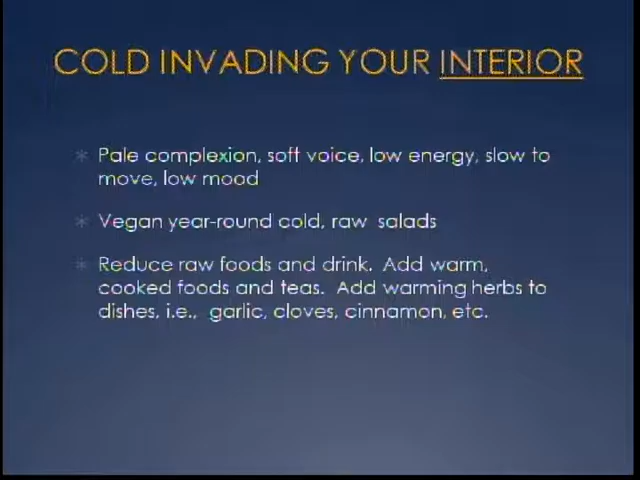 COLD INVADING YOUR INTERIOR
* Pale complexion, soft voice, low energy, slow to
move, low mood
* Vegan year-round cold, raw salads
* Reduce raw foods and drink. Add warm,
cooked foods and teas. Add warming herbs to
dishes, i.e., garlic, cloves, cinnamon, etc.